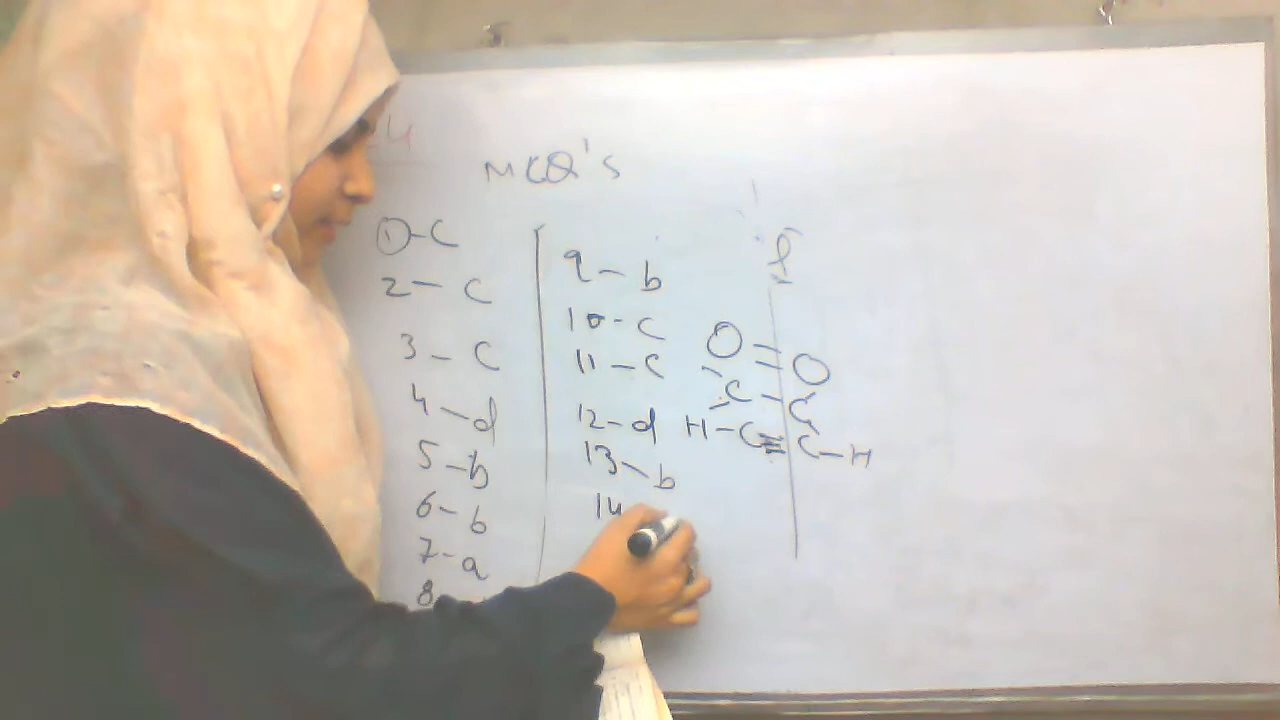 MCQ's
1-C
2-C
3-C
4-d
5-b
6-b
7-a
8
9-b
10-C
11-C
12-d
13-b
14
O = O
C - C
H-C C-H